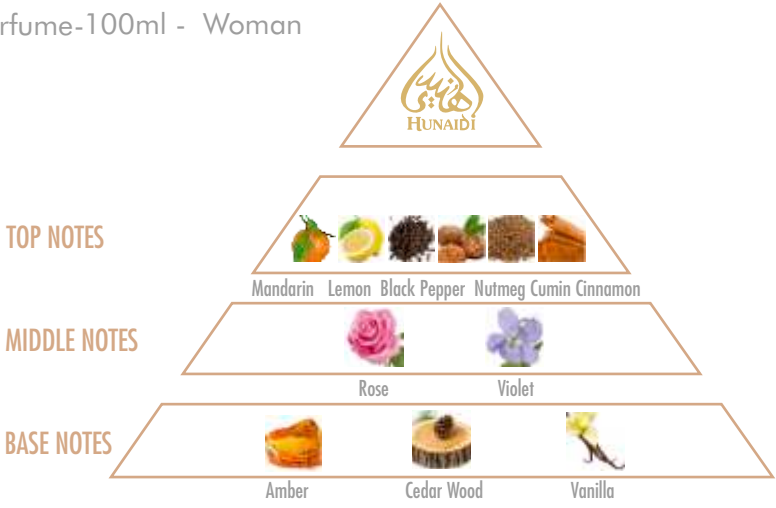 rfume-100ml - Woman
HUNAIDI
TOP NOTES
Mandarin Lemon Black Pepper Nutmeg Cumin Cinnamon
MIDDLE NOTES
Rose Violet
BASE NOTES
Amber Cedar Wood Vanilla